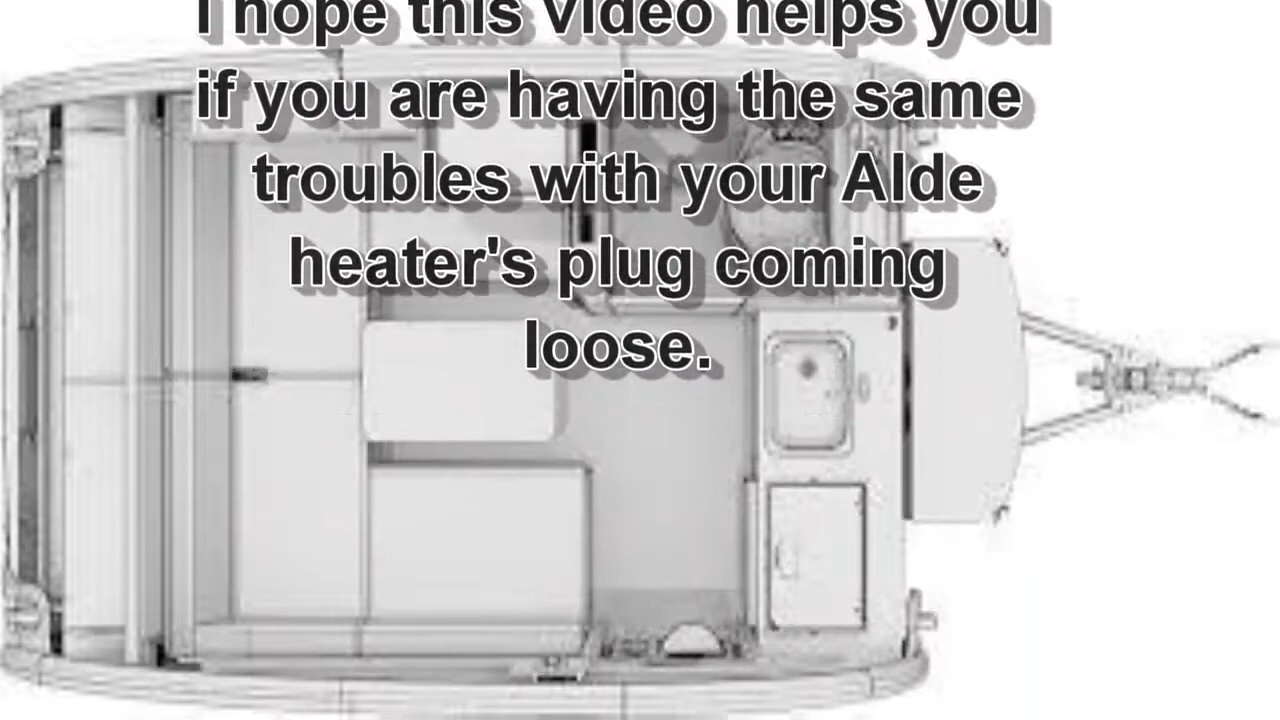 I hope this video helps you
if you are having the same
troubles with your Alde
heater's plug coming
loose.